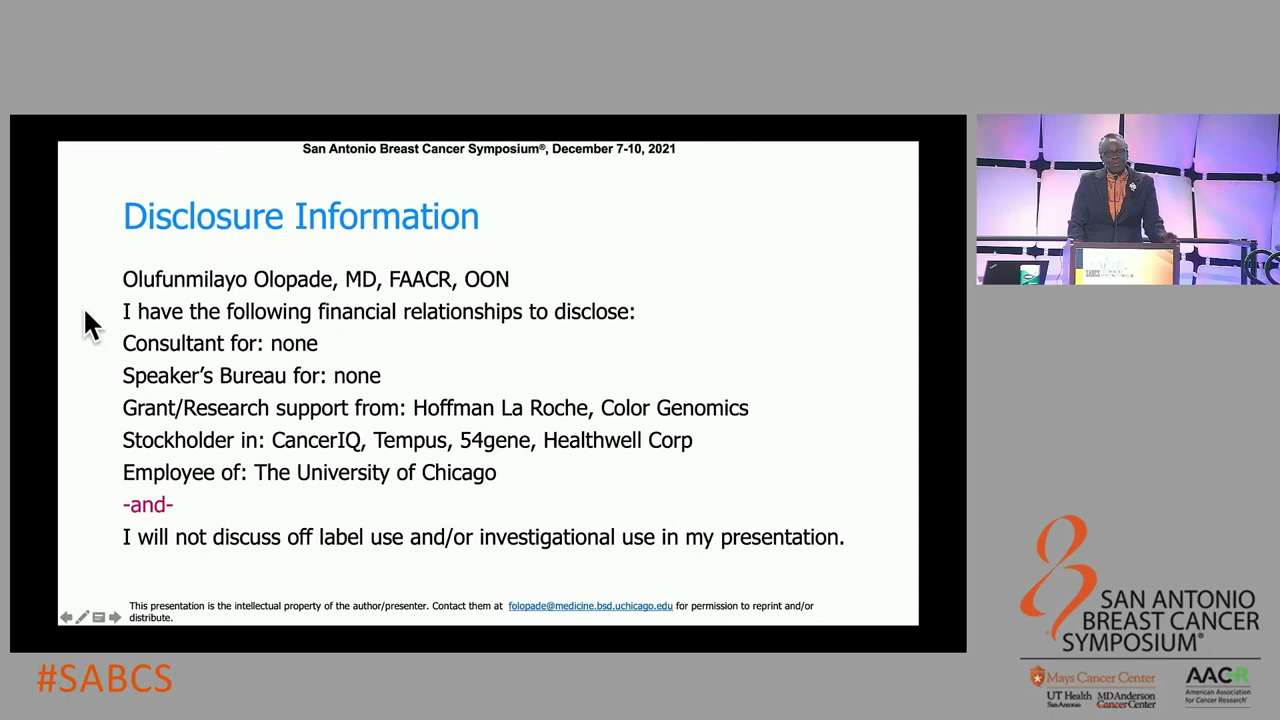 San Antonio Breast Cancer Symposium®, December 7-10, 2021
Disclosure Information
Olufunmilayo Olopade, MD, FAACR, OON
I have the following financial relationships to disclose:
Consultant for: none
Speaker's Bureau for: none
Grant/Research support from: Hoffman La Roche, Color Genomics
Stockholder in: CancerIQ, Tempus, 54gene, Healthwell Corp
Employee of: The University of Chicago
-and-
I will not discuss off label use and/or investigational use in my presentation.
This presentation is the intellectual property of the author/presenter. Contact them at folopade@medicine.bsd.uchicago.edu for permission to reprint and/or
distribute.
#SABCS
SABCS
SAN ANTONIO
BREAST CANCER
SYMPOSIUM®
Mays Cancer Center
UT Health
San Antonio
MD Anderson
Cancer Center
AACR
American Association
for Cancer Research®